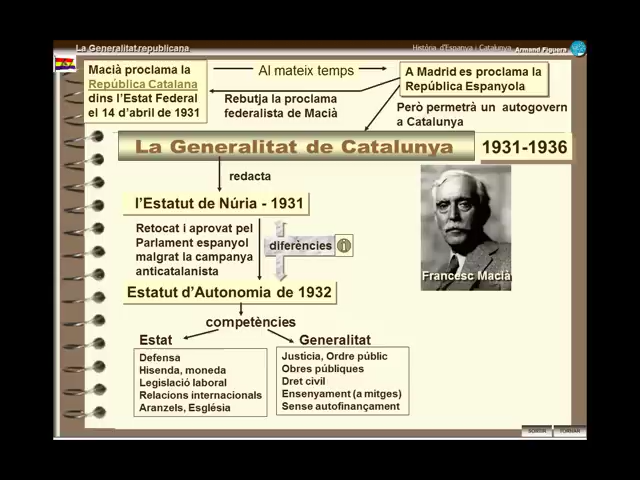 La Generalitat republicana
Història d'Espanya i Catalunya Armand Figuera
Macià proclama la
República Catalana
dins l'Estat Federal
el 14 d'abril de 1931
Al mateix temps
A Madrid es proclama la
República Espanyola
Rebutja la proclama
federalista de Macià
Però permetrà un autogovern
a Catalunya
La Generalitat de Catalunya
1931-1936
redacta
l'Estatut de Núria - 1931
Retocat i aprovat pel
Parlament espanyol
malgrat la campanya
anticatalanista
diferències
Francesc Macià
Estatut d'Autonomia de 1932
competències
Estat
Defensa
Hisenda, moneda
Legislació laboral
Relacions internacionals
Aranzels, Església
Generalitat
Justicia, Ordre públic
Obres públiques
Dret civil
Ensenyament (a mitges)
Sense autofinançament
SORTIR
TORNAR